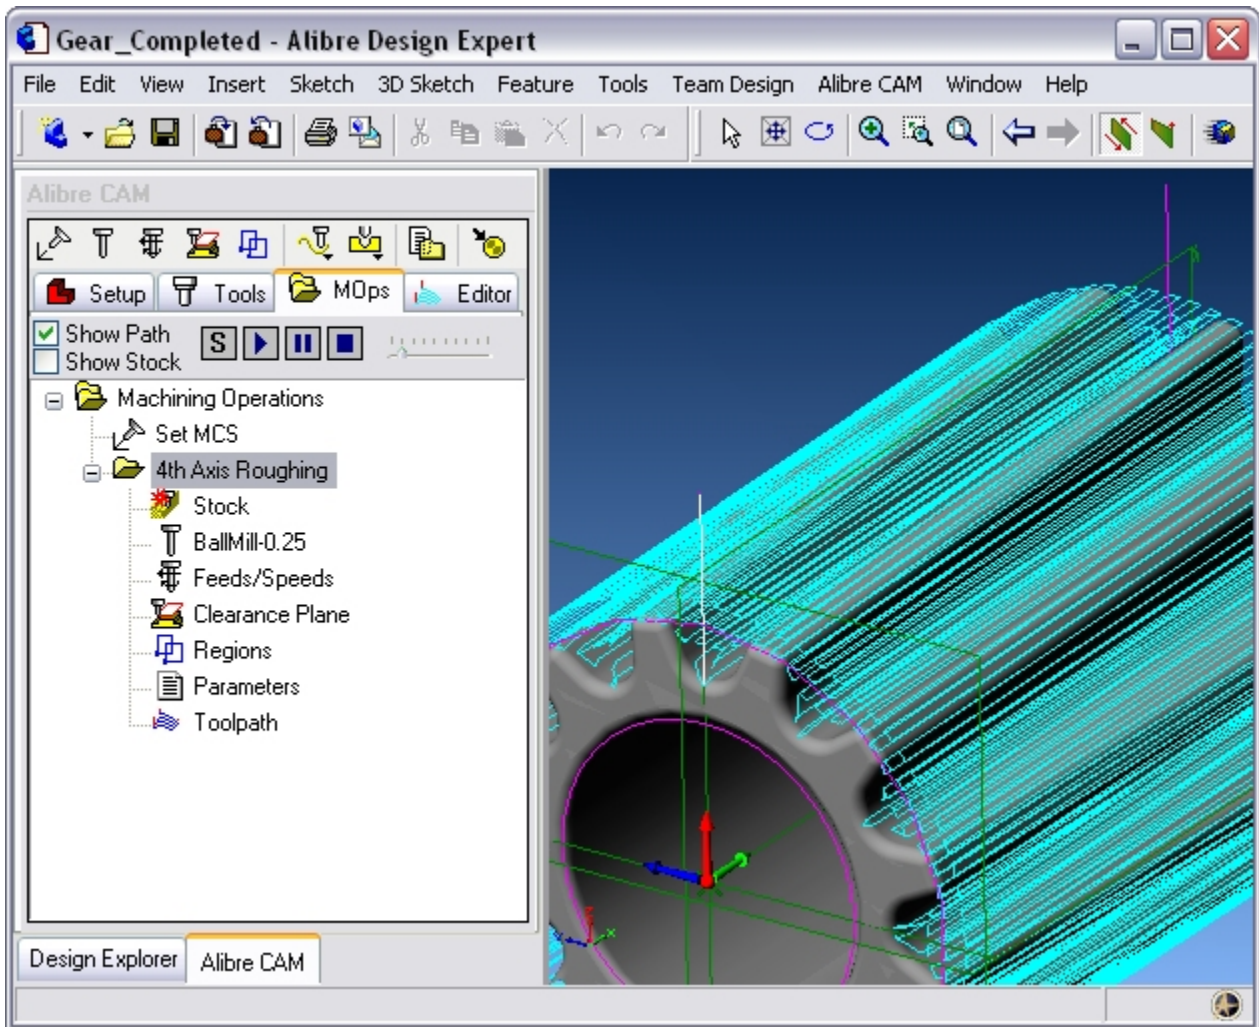 Gear_Completed - Alibre Design Expert
File Edit View Insert Sketch 3D Sketch Feature Tools Team Design Alibre CAM Window Help
Alibre CAM
Setup Tools MOps Editor
Show Path
S
Show Stock
Machining Operations
Set MCS
4th Axis Roughing
Stock
BallMill-0.25
Feeds/Speeds
Clearance Plane
Regions
Parameters
Toolpath
Design Explorer Alibre CAM